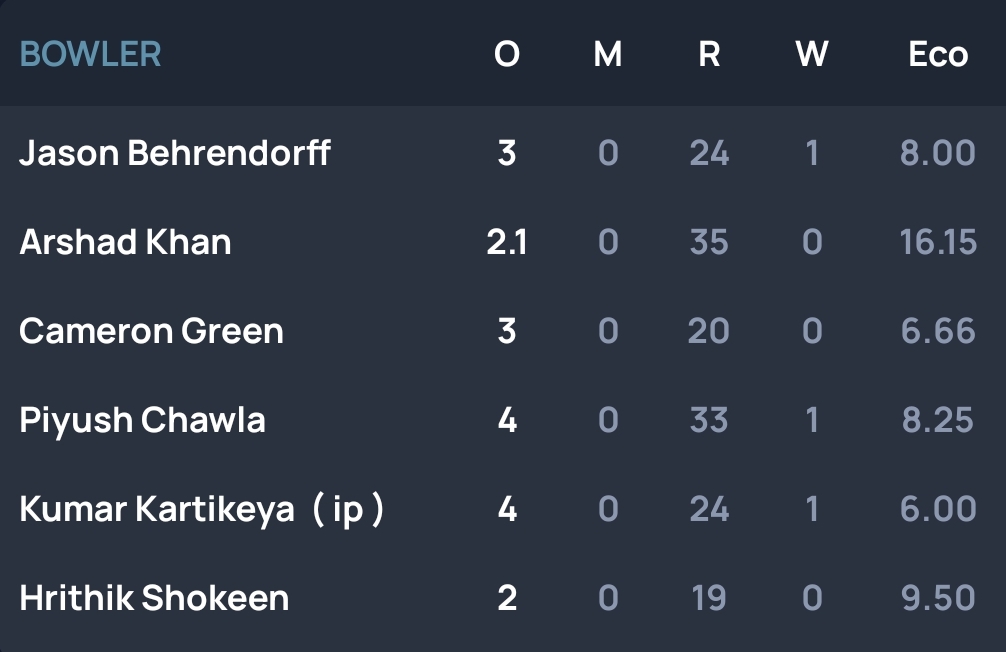 BOWLER O M R W Eco
Jason Behrendorff 3 0 24 1 8.00
Arshad Khan 2.1 0 35 0 16.15
Cameron Green 3 0 20 0 6.66
Piyush Chawla 4 0 33 1 8.25
Kumar Kartikeya ( ip ) 4 0 24 1 6.00
Hrithik Shokeen 2 0 19 0 9.50